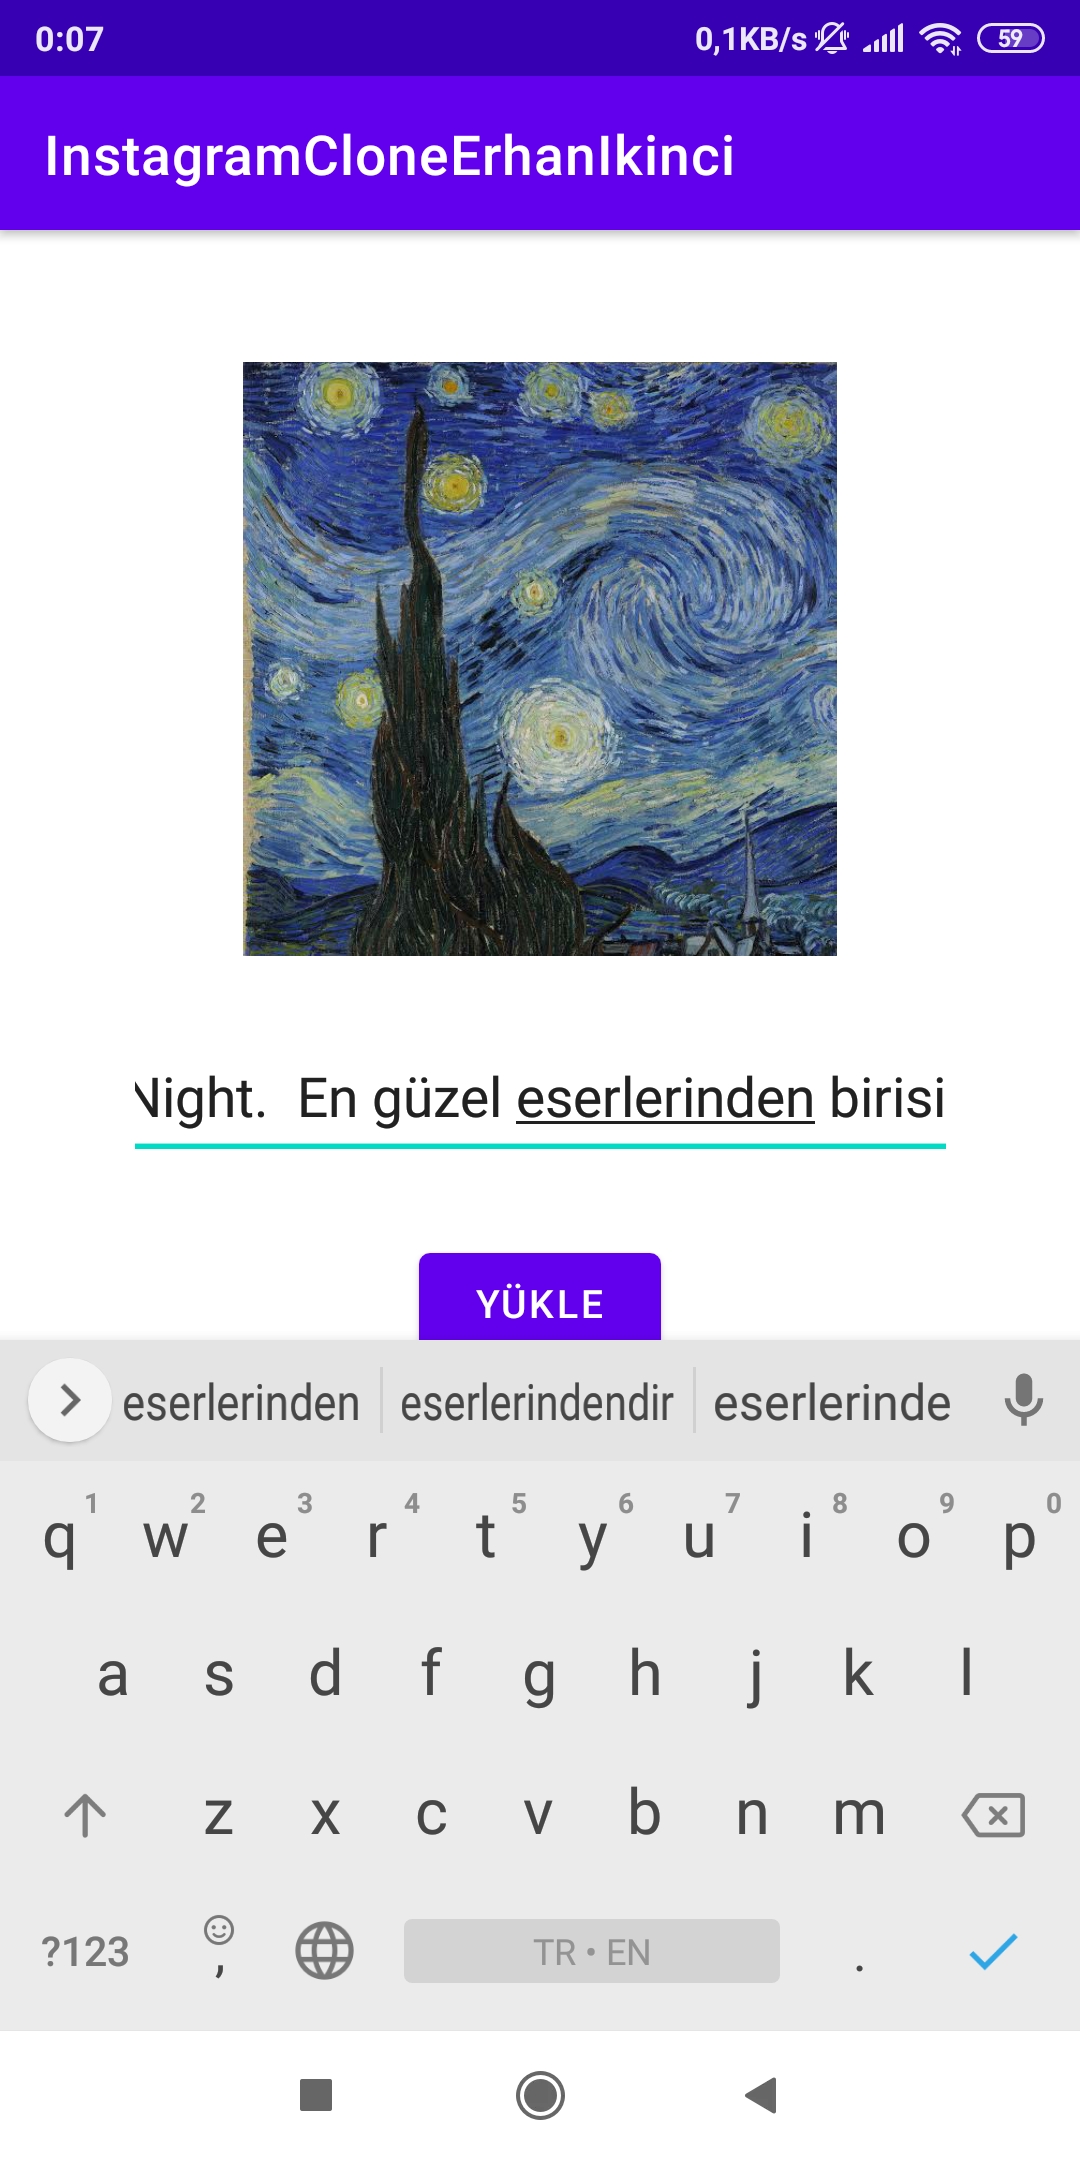 0:07 0,1KB/s 59
InstagramCloneErhanIkinci
Night. En güzel eserlerinden birisi
YÜKLE
eserlerinden eserlerindendir eserlerinde
1 2 3 4 5 6 7 8 9 0
q w e r t y u i o p
a s d f g h j k l
z x c v b n m
?123 , TR • EN .